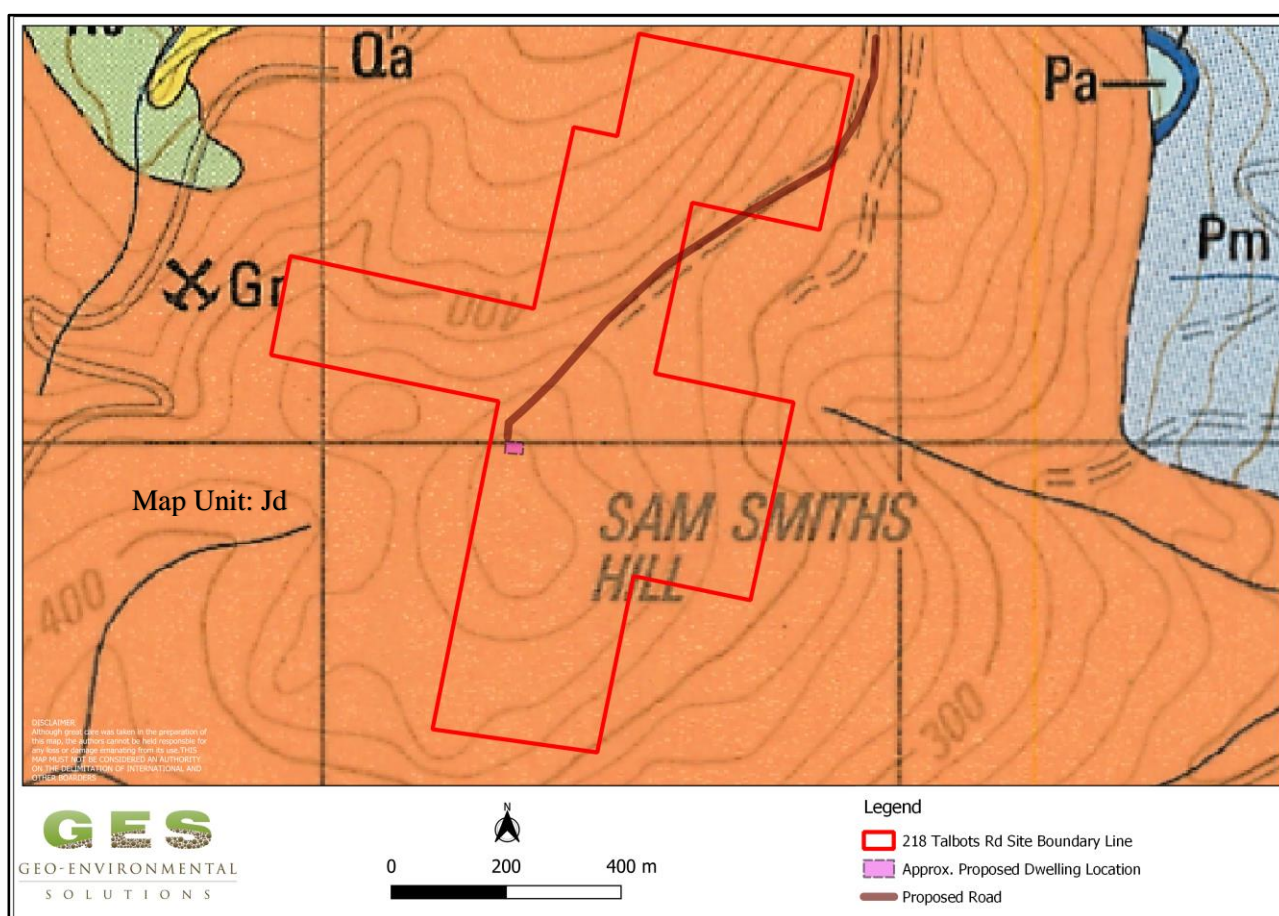 Qa
Pa
Pm
Gr
400
Map Unit: Jd
SAM SMITHS
HILL
400
300
DISCLAIMER
Although great care was taken in the preparation of
this map, the authors cannot be held responsible for
any loss or damage emanating from its use.THIS
MAP MUST NOT BE CONSIDERED AN AUTHORITY
ON THE DELIMITATION OF INTERNATIONAL AND
OTHER BOARDERS
GES
GEO-ENVIRONMENTAL
SOLUTIONS
N
0 200 400 m
Legend
218 Talbots Rd Site Boundary Line
Approx. Proposed Dwelling Location
Proposed Road